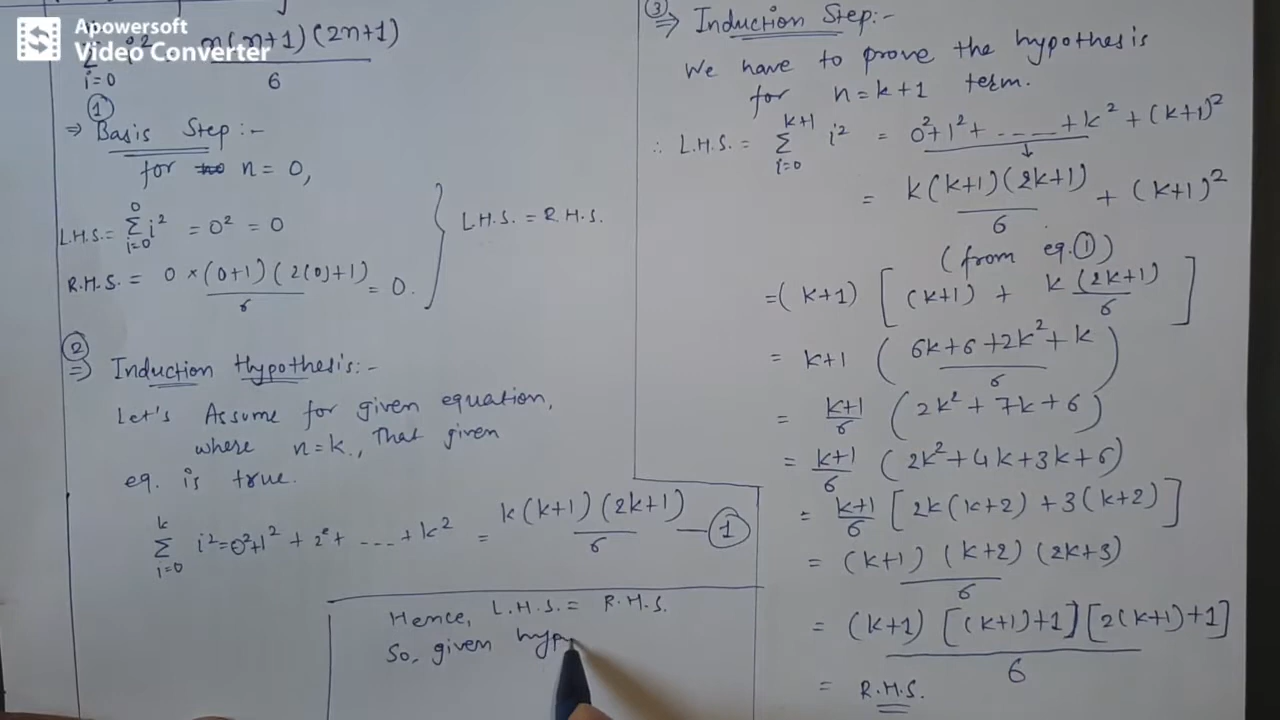 Apowersoft
Video Converter
Σ i² n(n+1)(2n+1)
i=0 6
①
⇒ Basis Step:-
for n = 0,
0
L.H.S. = Σ i² = 0² = 0
i=0
R.H.S. = 0 × (0+1) (2(0)+1) = 0.
6
L.H.S. = R.H.S.
②
⇒ Induction Hypothesis:-
Let's Assume for given equation,
where n=k, That given
eq. is true.
k
Σ i²=0²+1² + 2²+ ----+k² = k(k+1)(2k+1) — ①
i=0 6
Hence, L.H.S. = R.H.S.
So, given hyp
③
⇒ Induction Step:-
We have to prove the hypothesis
for n=k+1 term.
k+1
∴ L.H.S. = Σ i² = 0²+1²+ ----+k² + (k+1)²
i=0 ↓
= k(k+1)(2k+1) + (k+1)²
6
(from eq.①)
=(k+1) [ (k+1) + k(2k+1) ]
6
= k+1 ( 6k+6+2k²+k )
6
= k+1 ( 2k²+7k+6 )
6
= k+1 ( 2k²+4k+3k+6 )
6
= k+1 [ 2k(k+2) + 3(k+2) ]
6
= (k+1) (k+2) (2k+3)
6
= (k+1) [(k+1)+1] [2(k+1)+1]
6
= R.H.S.